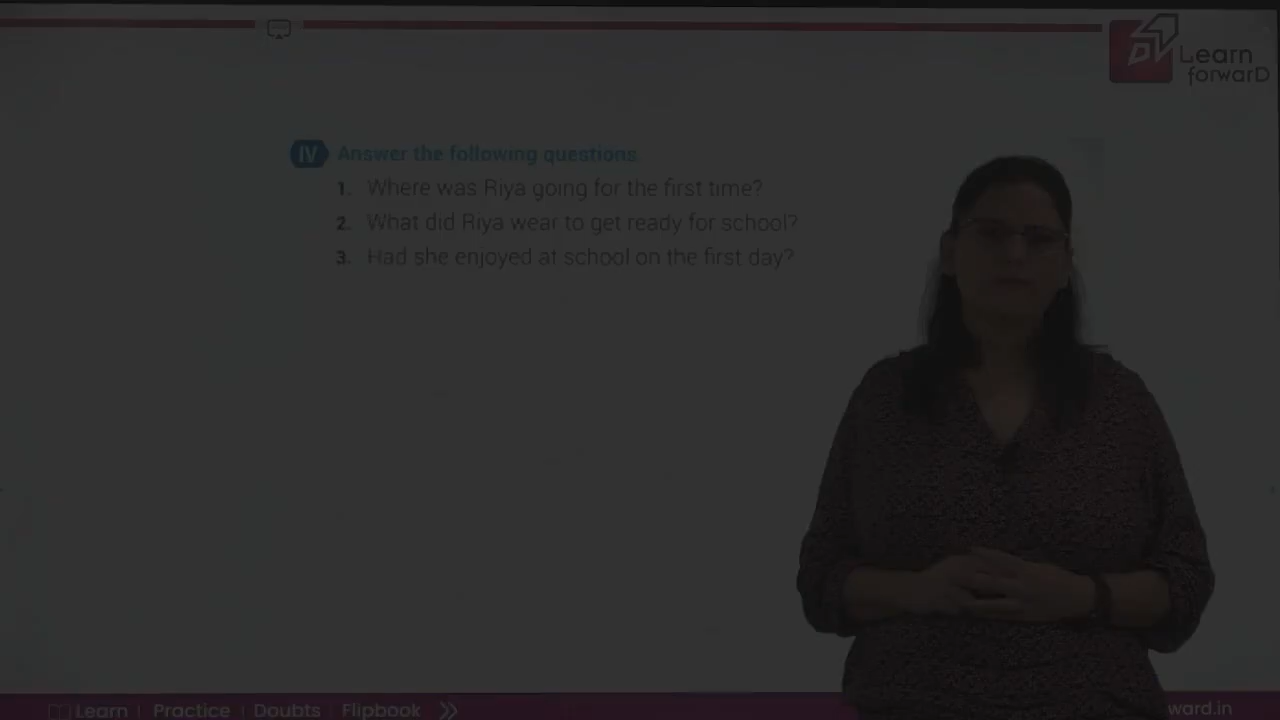 Learn
forwarD
IV Answer the following questions
1. Where was Riya going for the first time?
2. What did Riya wear to get ready for school?
3. Had she enjoyed at school on the first day?
Learn | Practice | Doubts | Flipbook
ward.in